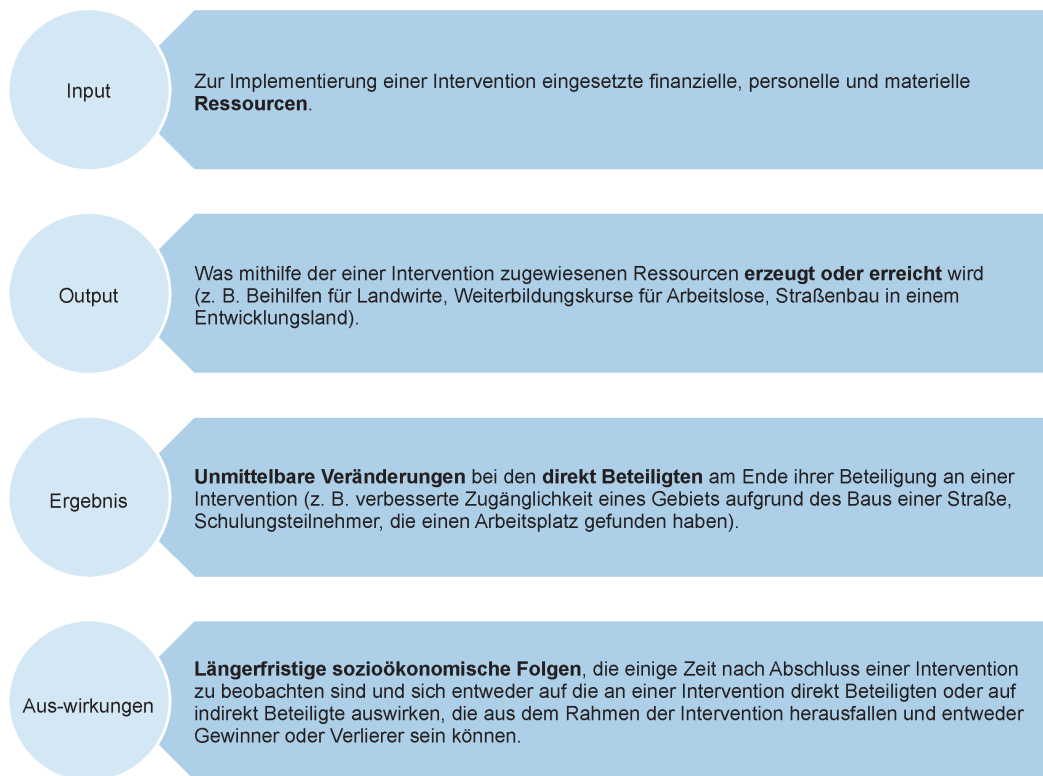 Input
Zur Implementierung einer Intervention eingesetzte finanzielle, personelle und materielle
Ressourcen.
Output
Was mithilfe der einer Intervention zugewiesenen Ressourcen erzeugt oder erreicht wird
(z. B. Beihilfen für Landwirte, Weiterbildungskurse für Arbeitslose, Straßenbau in einem
Entwicklungsland).
Ergebnis
Unmittelbare Veränderungen bei den direkt Beteiligten am Ende ihrer Beteiligung an einer
Intervention (z. B. verbesserte Zugänglichkeit eines Gebiets aufgrund des Baus einer Straße,
Schulungsteilnehmer, die einen Arbeitsplatz gefunden haben).
Aus-wirkungen
Längerfristige sozioökonomische Folgen, die einige Zeit nach Abschluss einer Intervention
zu beobachten sind und sich entweder auf die an einer Intervention direkt Beteiligten oder auf
indirekt Beteiligte auswirken, die aus dem Rahmen der Intervention herausfallen und entweder
Gewinner oder Verlierer sein können.